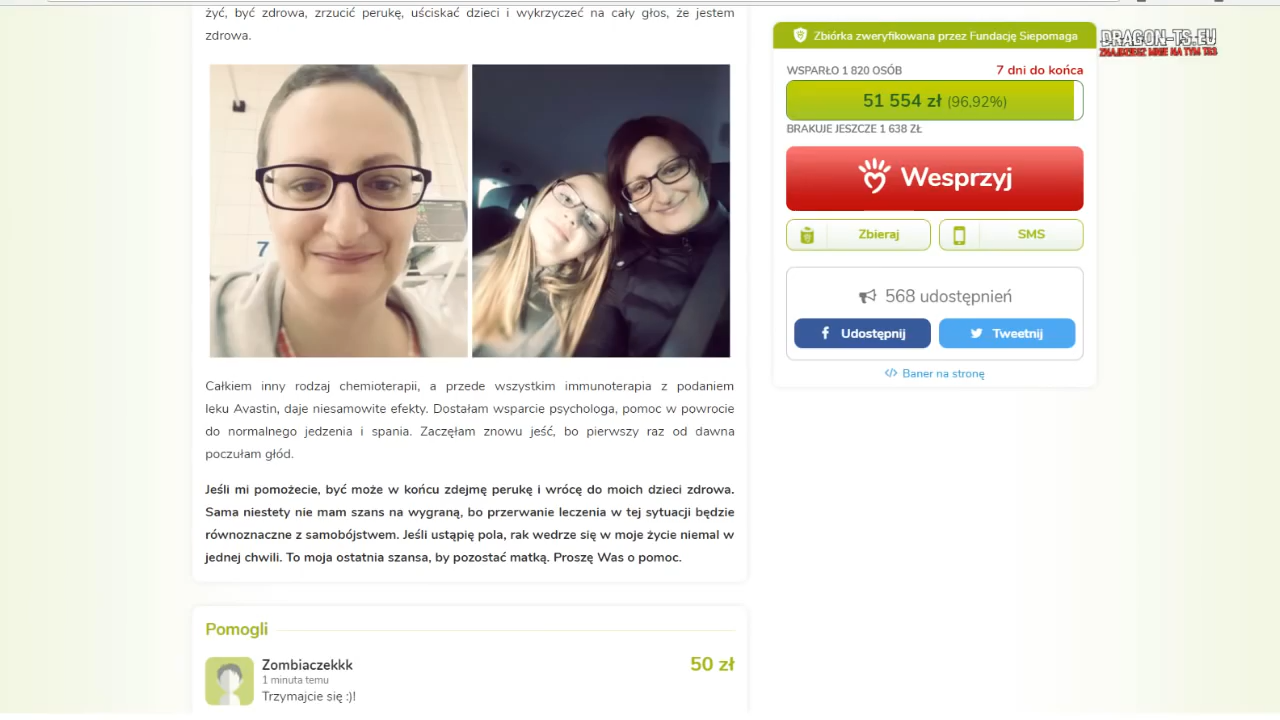 żyć, być zdrowa, zrzucić perukę, uściskać dzieci i wykrzyczeć na cały głos, że jestem
zdrowa.
7
Całkiem inny rodzaj chemioterapii, a przede wszystkim immunoterapia z podaniem
leku Avastin, daje niesamowite efekty. Dostałam wsparcie psychologa, pomoc w powrocie
do normalnego jedzenia i spania. Zaczęłam znowu jeść, bo pierwszy raz od dawna
poczułam głód.
Jeśli mi pomożecie, być może w końcu zdejmę perukę i wrócę do moich dzieci zdrowa.
Sama niestety nie mam szans na wygraną, bo przerwanie leczenia w tej sytuacji będzie
równoznaczne z samobójstwem. Jeśli ustąpię pola, rak wedrze się w moje życie niemal w
jednej chwili. To moja ostatnia szansa, by pozostać matką. Proszę Was o pomoc.
Pomogli
Zombiaczekkk
50 zł
1 minuta temu
Trzymajcie się :)!
Zbiórka zweryfikowana przez Fundację Siepomaga
WSPARŁO 1 820 OSÓB
7 dni do końca
51 554 zł (96,92%)
BRAKUJE JESZCZE 1 638 ZŁ
Wesprzyj
Zbieraj
SMS
568 udostępnień
f Udostępnij
Tweetnij
</> Baner na stronę
DRAGON-TS.EU
ZNAJDZIESZ MNIE NA TYM TS3